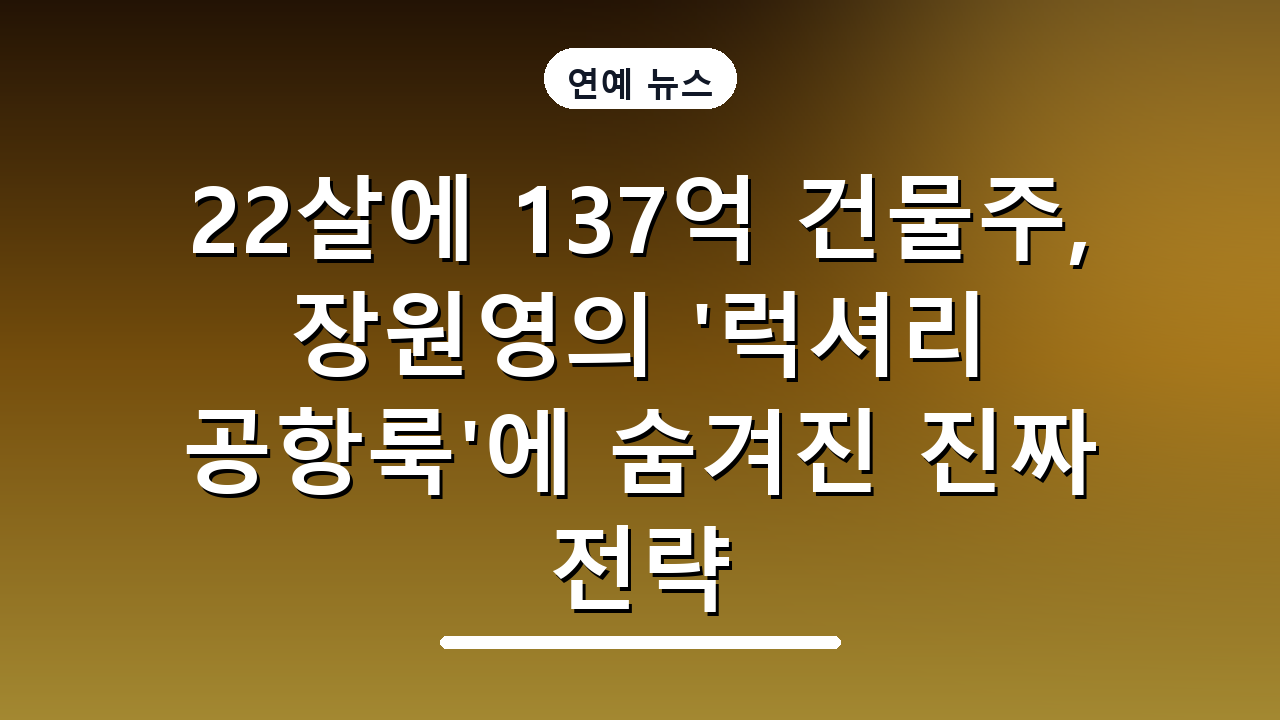 연예 뉴스
22살에 137억 건물주,
장원영의 '럭셔리
공항룩'에 숨겨진 진짜
전략